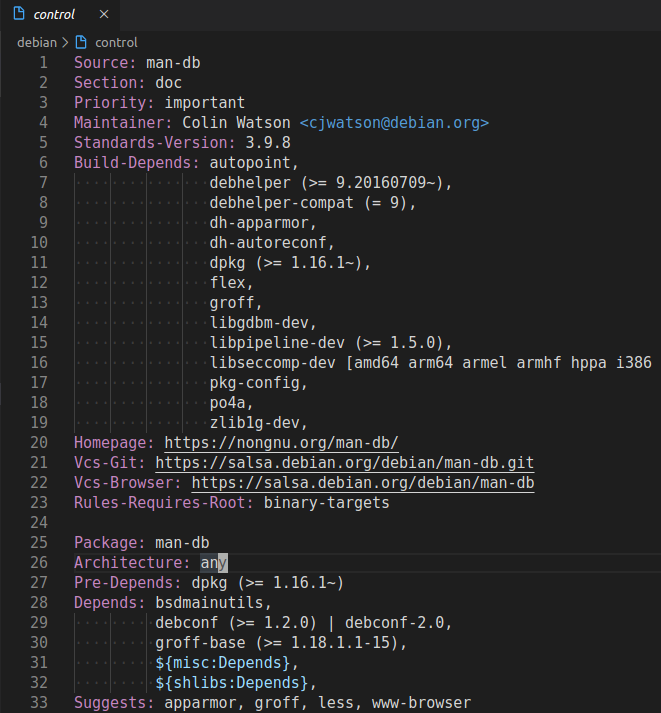 control ×
debian > control
1 Source: man-db
2 Section: doc
3 Priority: important
4 Maintainer: Colin Watson <cjwatson@debian.org>
5 Standards-Version: 3.9.8
6 Build-Depends: autopoint,
7 debhelper (>= 9.20160709~),
8 debhelper-compat (= 9),
9 dh-apparmor,
10 dh-autoreconf,
11 dpkg (>= 1.16.1~),
12 flex,
13 groff,
14 libgdbm-dev,
15 libpipeline-dev (>= 1.5.0),
16 libseccomp-dev [amd64 arm64 armel armhf hppa i386
17 pkg-config,
18 po4a,
19 zlib1g-dev,
20 Homepage: https://nongnu.org/man-db/
21 Vcs-Git: https://salsa.debian.org/debian/man-db.git
22 Vcs-Browser: https://salsa.debian.org/debian/man-db
23 Rules-Requires-Root: binary-targets
24
25 Package: man-db
26 Architecture: any
27 Pre-Depends: dpkg (>= 1.16.1~)
28 Depends: bsdmainutils,
29 debconf (>= 1.2.0) | debconf-2.0,
30 groff-base (>= 1.18.1.1-15),
31 ${misc:Depends},
32 ${shlibs:Depends},
33 Suggests: apparmor, groff, less, www-browser